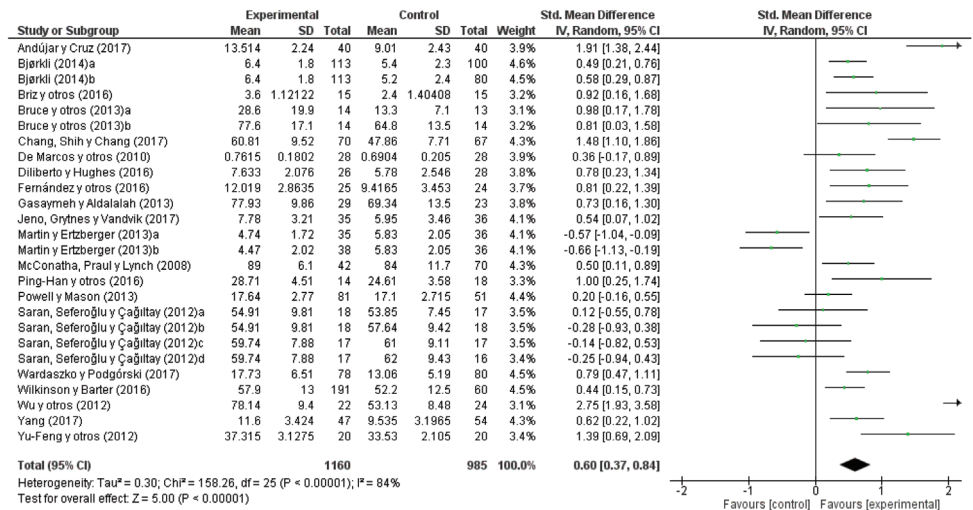 Experimental Control Std. Mean Difference Std. Mean Difference
Study or Subgroup Mean SD Total Mean SD Total Weight IV, Random, 95% CI IV, Random, 95% CI
Andújar y Cruz (2017) 13.514 2.24 40 9.01 2.43 40 3.9% 1.91 [1.38, 2.44]
Bjørkli (2014)a 6.4 1.8 113 5.4 2.3 100 4.6% 0.49 [0.21, 0.76]
Bjørkli (2014)b 6.4 1.8 113 5.2 2.4 80 4.6% 0.58 [0.29, 0.87]
Briz y otros (2016) 3.6 1.12122 15 2.4 1.40408 15 3.2% 0.92 [0.16, 1.68]
Bruce y otros (2013)a 28.6 19.9 14 13.3 7.1 13 3.1% 0.98 [0.17, 1.78]
Bruce y otros (2013)b 77.6 17.1 14 64.8 13.5 14 3.2% 0.81 [0.03, 1.58]
Chang, Shih y Chang (2017) 60.81 9.52 70 47.86 7.71 67 4.3% 1.48 [1.10, 1.86]
De Marcos y otros (2010) 0.7615 0.1802 28 0.6904 0.205 28 3.9% 0.36 [-0.17, 0.89]
Diliberto y Hughes (2016) 7.633 2.076 26 5.78 2.546 28 3.8% 0.78 [0.23, 1.34]
Fernández y otros (2016) 12.019 2.8635 25 9.4165 3.453 24 3.7% 0.81 [0.22, 1.39]
Gasaymeh y Aldalalah (2013) 77.93 9.86 29 69.34 13.5 23 3.8% 0.73 [0.16, 1.30]
Jeno, Grytnes y Vandvik (2017) 7.78 3.21 35 5.95 3.46 36 4.1% 0.54 [0.07, 1.02]
Martin y Ertzberger (2013)a 4.74 1.72 35 5.83 2.05 36 4.1% -0.57 [-1.04, -0.09]
Martin y Ertzberger (2013)b 4.47 2.02 38 5.83 2.05 36 4.1% -0.66 [-1.13, -0.19]
McConatha, Praul y Lynch (2008) 89 6.1 42 84 11.7 70 4.3% 0.50 [0.11, 0.89]
Ping-Han y otros (2016) 28.71 4.51 14 24.61 3.58 18 3.2% 1.00 [0.25, 1.74]
Powell y Mason (2013) 17.64 2.77 81 17.1 2.715 51 4.4% 0.20 [-0.16, 0.55]
Saran, Seferoğlu y Çağıltay (2012)a 54.91 9.81 18 53.85 7.45 17 3.5% 0.12 [-0.55, 0.78]
Saran, Seferoğlu y Çağıltay (2012)b 54.91 9.81 18 57.64 9.42 18 3.5% -0.28 [-0.93, 0.38]
Saran, Seferoğlu y Çağıltay (2012)c 59.74 7.88 17 61 9.11 17 3.5% -0.14 [-0.82, 0.53]
Saran, Seferoğlu y Çağıltay (2012)d 59.74 7.88 17 62 9.43 16 3.4% -0.25 [-0.94, 0.43]
Wardaszko y Podgórski (2017) 17.73 6.51 78 13.06 5.19 80 4.5% 0.79 [0.47, 1.11]
Wilkinson y Barter (2016) 57.9 13 191 52.2 12.5 60 4.5% 0.44 [0.15, 0.73]
Wu y otros (2012) 78.14 9.4 22 53.13 8.48 24 3.1% 2.75 [1.93, 3.58]
Yang (2017) 11.6 3.424 47 9.535 3.1965 54 4.3% 0.62 [0.22, 1.02]
Yu-Feng y otros (2012) 37.315 3.1275 20 33.53 2.105 20 3.4% 1.39 [0.69, 2.09]
Total (95% CI) 1160 985 100.0% 0.60 [0.37, 0.84]
Heterogeneity: Tau² = 0.30; Chi² = 158.26, df = 25 (P < 0.00001); I² = 84%
Test for overall effect: Z = 5.00 (P < 0.00001)
-2 -1 0 1 2
Favours [control] Favours [experimental]